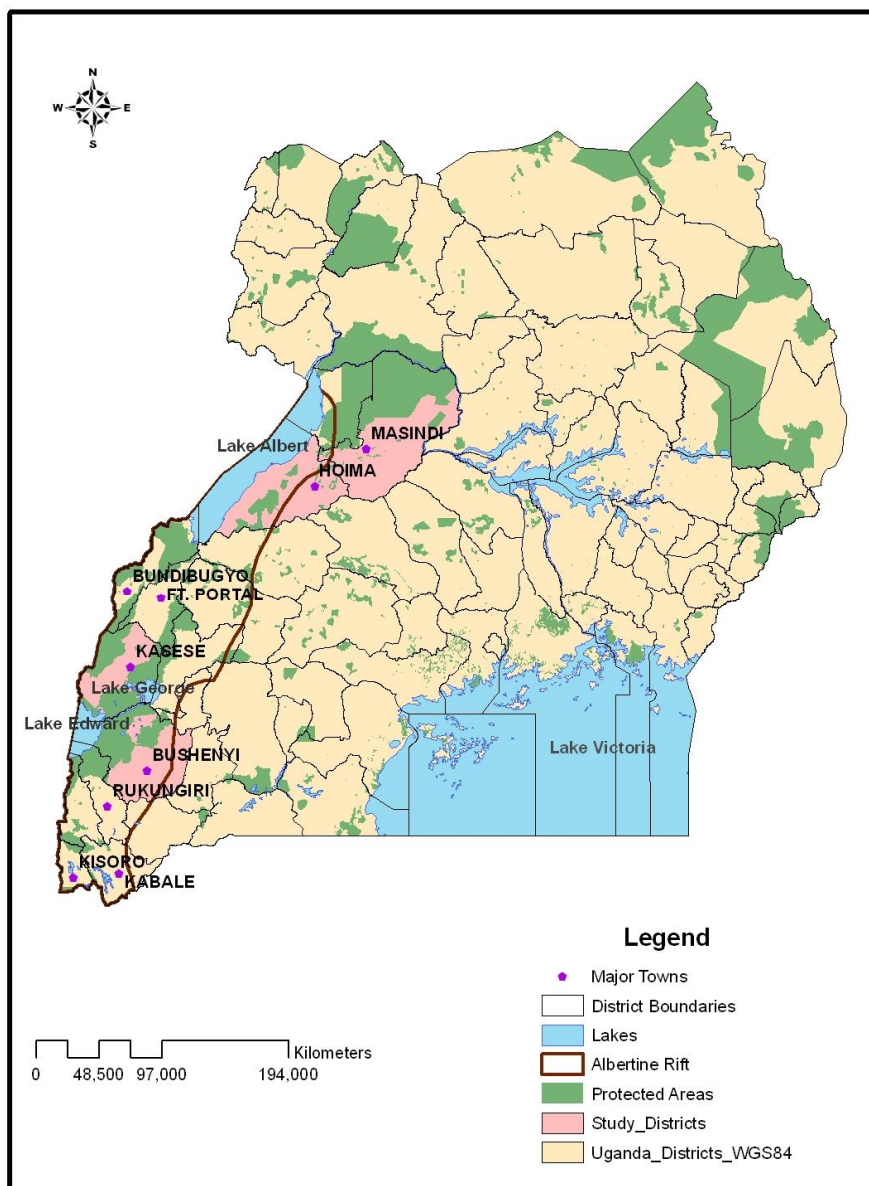 N
W E
S
Lake Albert
MASINDI
HOIMA
BUNDIBUGYO
FT. PORTAL
KASESE
Lake George
Lake Edward
BUSHENYI
Lake Victoria
RUKUNGIRI
KISORO
KABALE
Legend
Major Towns
District Boundaries
Lakes
Albertine Rift
Protected Areas
Study_Districts
Uganda_Districts_WGS84
Kilometers
0 48,500 97,000 194,000